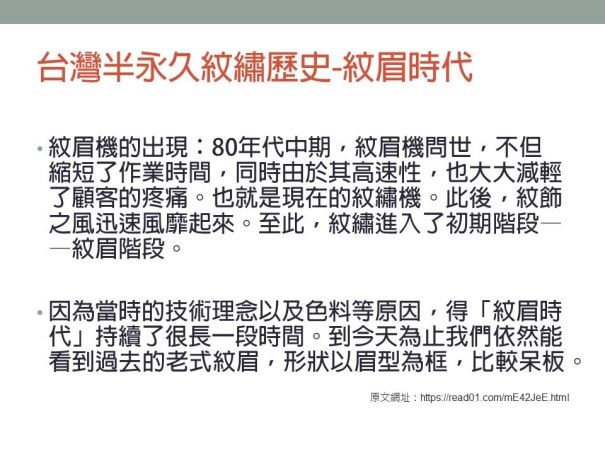 台灣半永久紋繡歷史-紋眉時代
• 紋眉機的出現：80年代中期，紋眉機問世，不但
縮短了作業時間，同時由於其高速性，也大大減輕
了顧客的疼痛。也就是現在的紋繡機。此後，紋飾
之風迅速風靡起來。至此，紋繡進入了初期階段─
─紋眉階段。
• 因為當時的技術理念以及色料等原因，得「紋眉時
代」持續了很長一段時間。到今天為止我們依然能
看到過去的老式紋眉，形狀以眉型為框，比較呆板。
原文網址：https://read01.com/mE42JeE.html